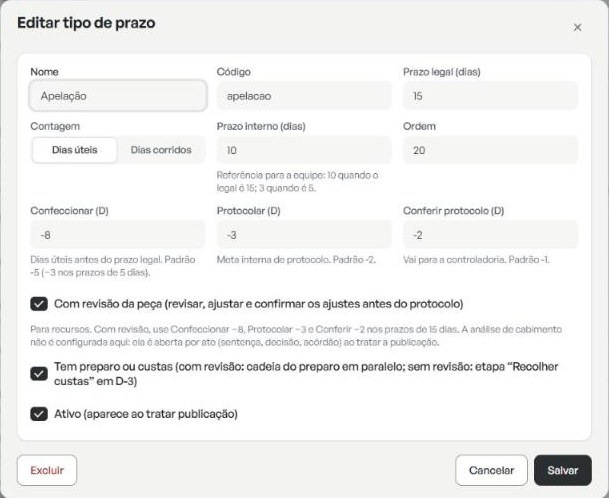 Editar tipo de prazo
×
Nome
Código
Prazo legal (dias)
Apelação
apelacao
15
Contagem
Prazo interno (dias)
Ordem
Dias úteis
Dias corridos
10
20
Referência para a equipe: 10 quando o
legal é 15; 3 quando é 5.
Confeccionar (D)
Protocolar (D)
Conferir protocolo (D)
-8
-3
-2
Dias úteis antes do prazo legal. Padrão
-5 (−3 nos prazos de 5 dias).
Meta interna de protocolo. Padrão -2.
Vai para a controladoria. Padrão -1.
Com revisão da peça (revisar, ajustar e confirmar os ajustes antes do protocolo)
Para recursos. Com revisão, use Confeccionar −8, Protocolar −3 e Conferir −2 nos prazos de 15 dias. A análise de cabimento
não é configurada aqui: ela é aberta por ato (sentença, decisão, acórdão) ao tratar a publicação.
Tem preparo ou custas (com revisão: cadeia do preparo em paralelo; sem revisão: etapa “Recolher
custas” em D-3)
Ativo (aparece ao tratar publicação)
Excluir
Cancelar
Salvar